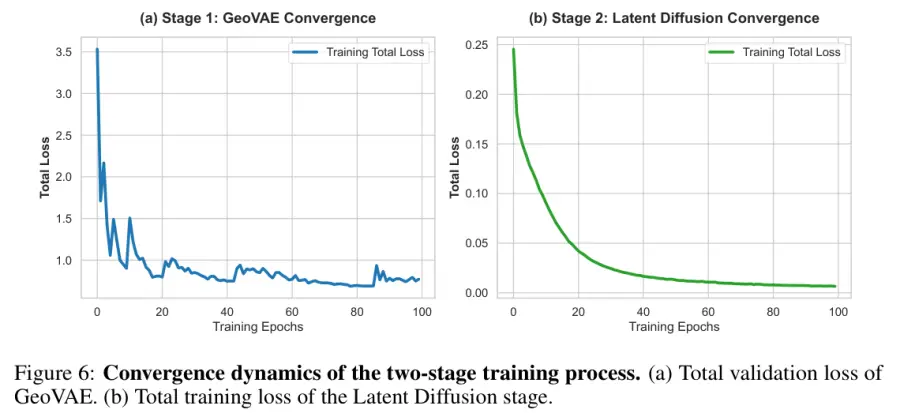 (a) Stage 1: GeoVAE Convergence
Training Total Loss
Total Loss
3.5
3.0
2.5
2.0
1.5
1.0
0 20 40 60 80 100
Training Epochs
(b) Stage 2: Latent Diffusion Convergence
Training Total Loss
Total Loss
0.25
0.20
0.15
0.10
0.05
0.00
0 20 40 60 80 100
Training Epochs
Figure 6: Convergence dynamics of the two-stage training process. (a) Total validation loss of
GeoVAE. (b) Total training loss of the Latent Diffusion stage.